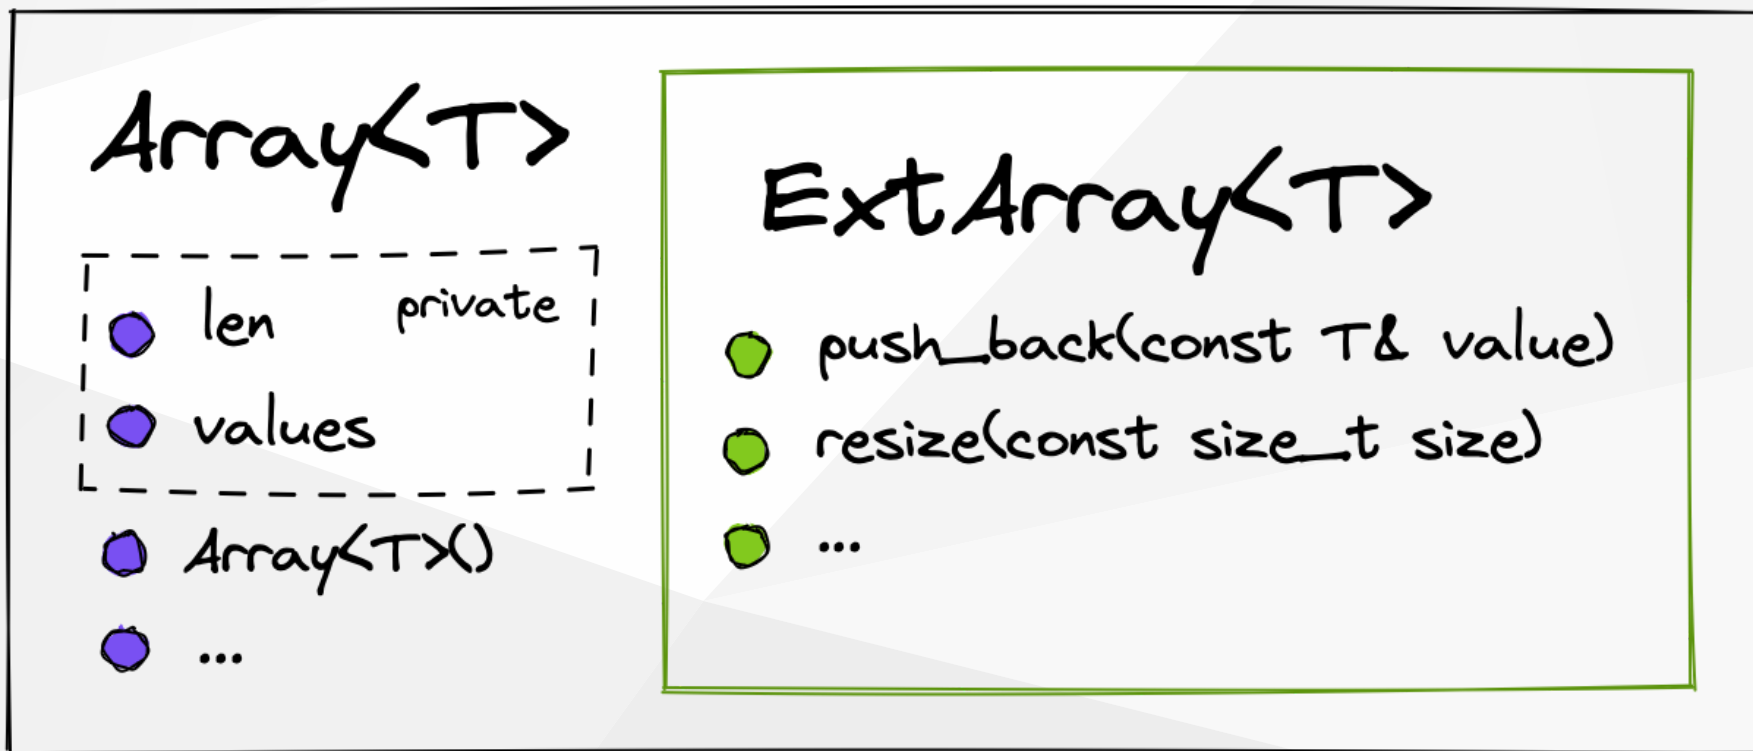 Array<T>
len
private
values
Array<T>()
...
ExtArray<T>
push_back(const T& value)
resize(const size_t size)
...